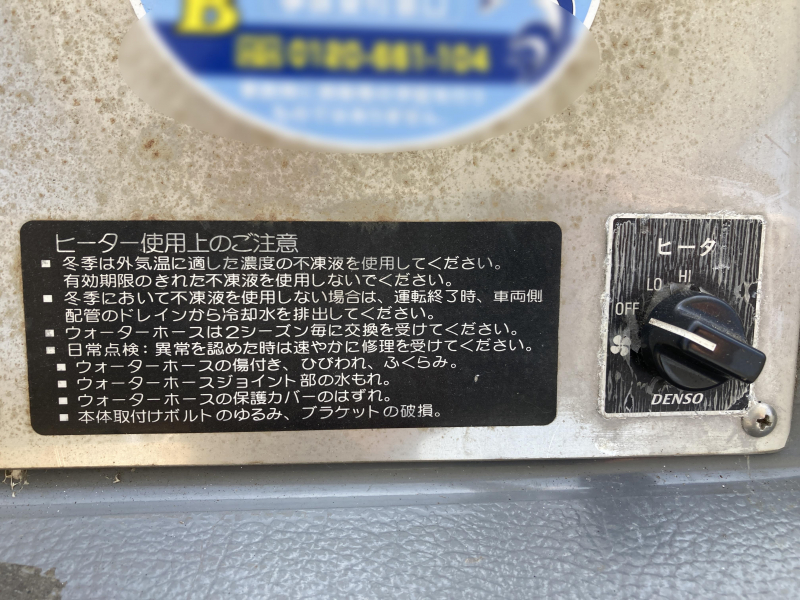 B
0120-661-104
ヒーター使用上のご注意
■ 冬季は外気温に適した濃度の不凍液を使用してください。
有効期限のきれた不凍液を使用しないでください。
■ 冬季において不凍液を使用しない場合は、運転終了時、車両側
配管のドレインから冷却水を排出してください。
■ ウォーターホースは2シーズン毎に交換を受けてください。
■ 日常点検：異常を認めた時は速やかに修理を受けてください。
■ ウォーターホースの傷付き、ひびわれ、ふくらみ。
■ ウォーターホースジョイント部の水もれ。
■ ウォーターホースの保護カバーのはずれ。
■ 本体取付けボルトのゆるみ、ブラケットの破損。
ヒータ
OFF LO HI
DENSO